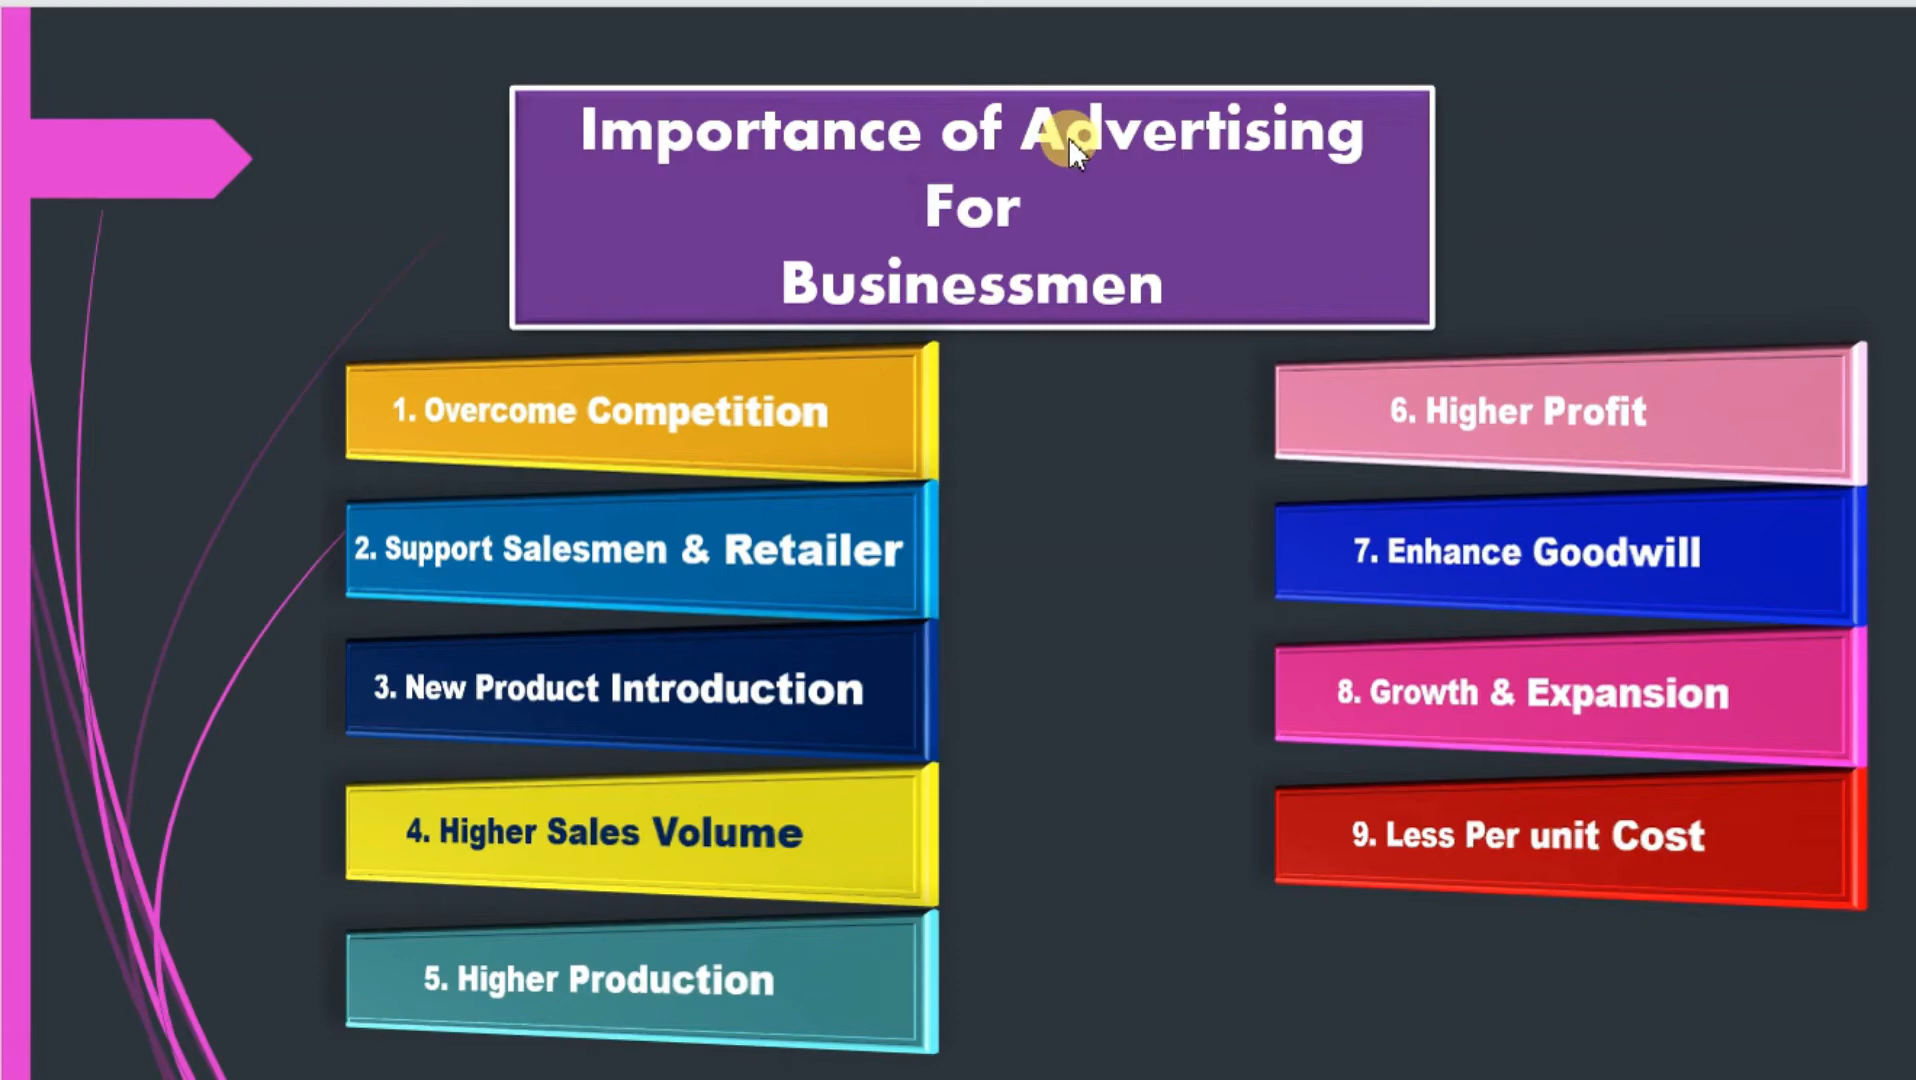 Importance of Advertising
For
Businessmen
1. Overcome Competition
2. Support Salesmen & Retailer
3. New Product Introduction
4. Higher Sales Volume
5. Higher Production
6. Higher Profit
7. Enhance Goodwill
8. Growth & Expansion
9. Less Per unit Cost